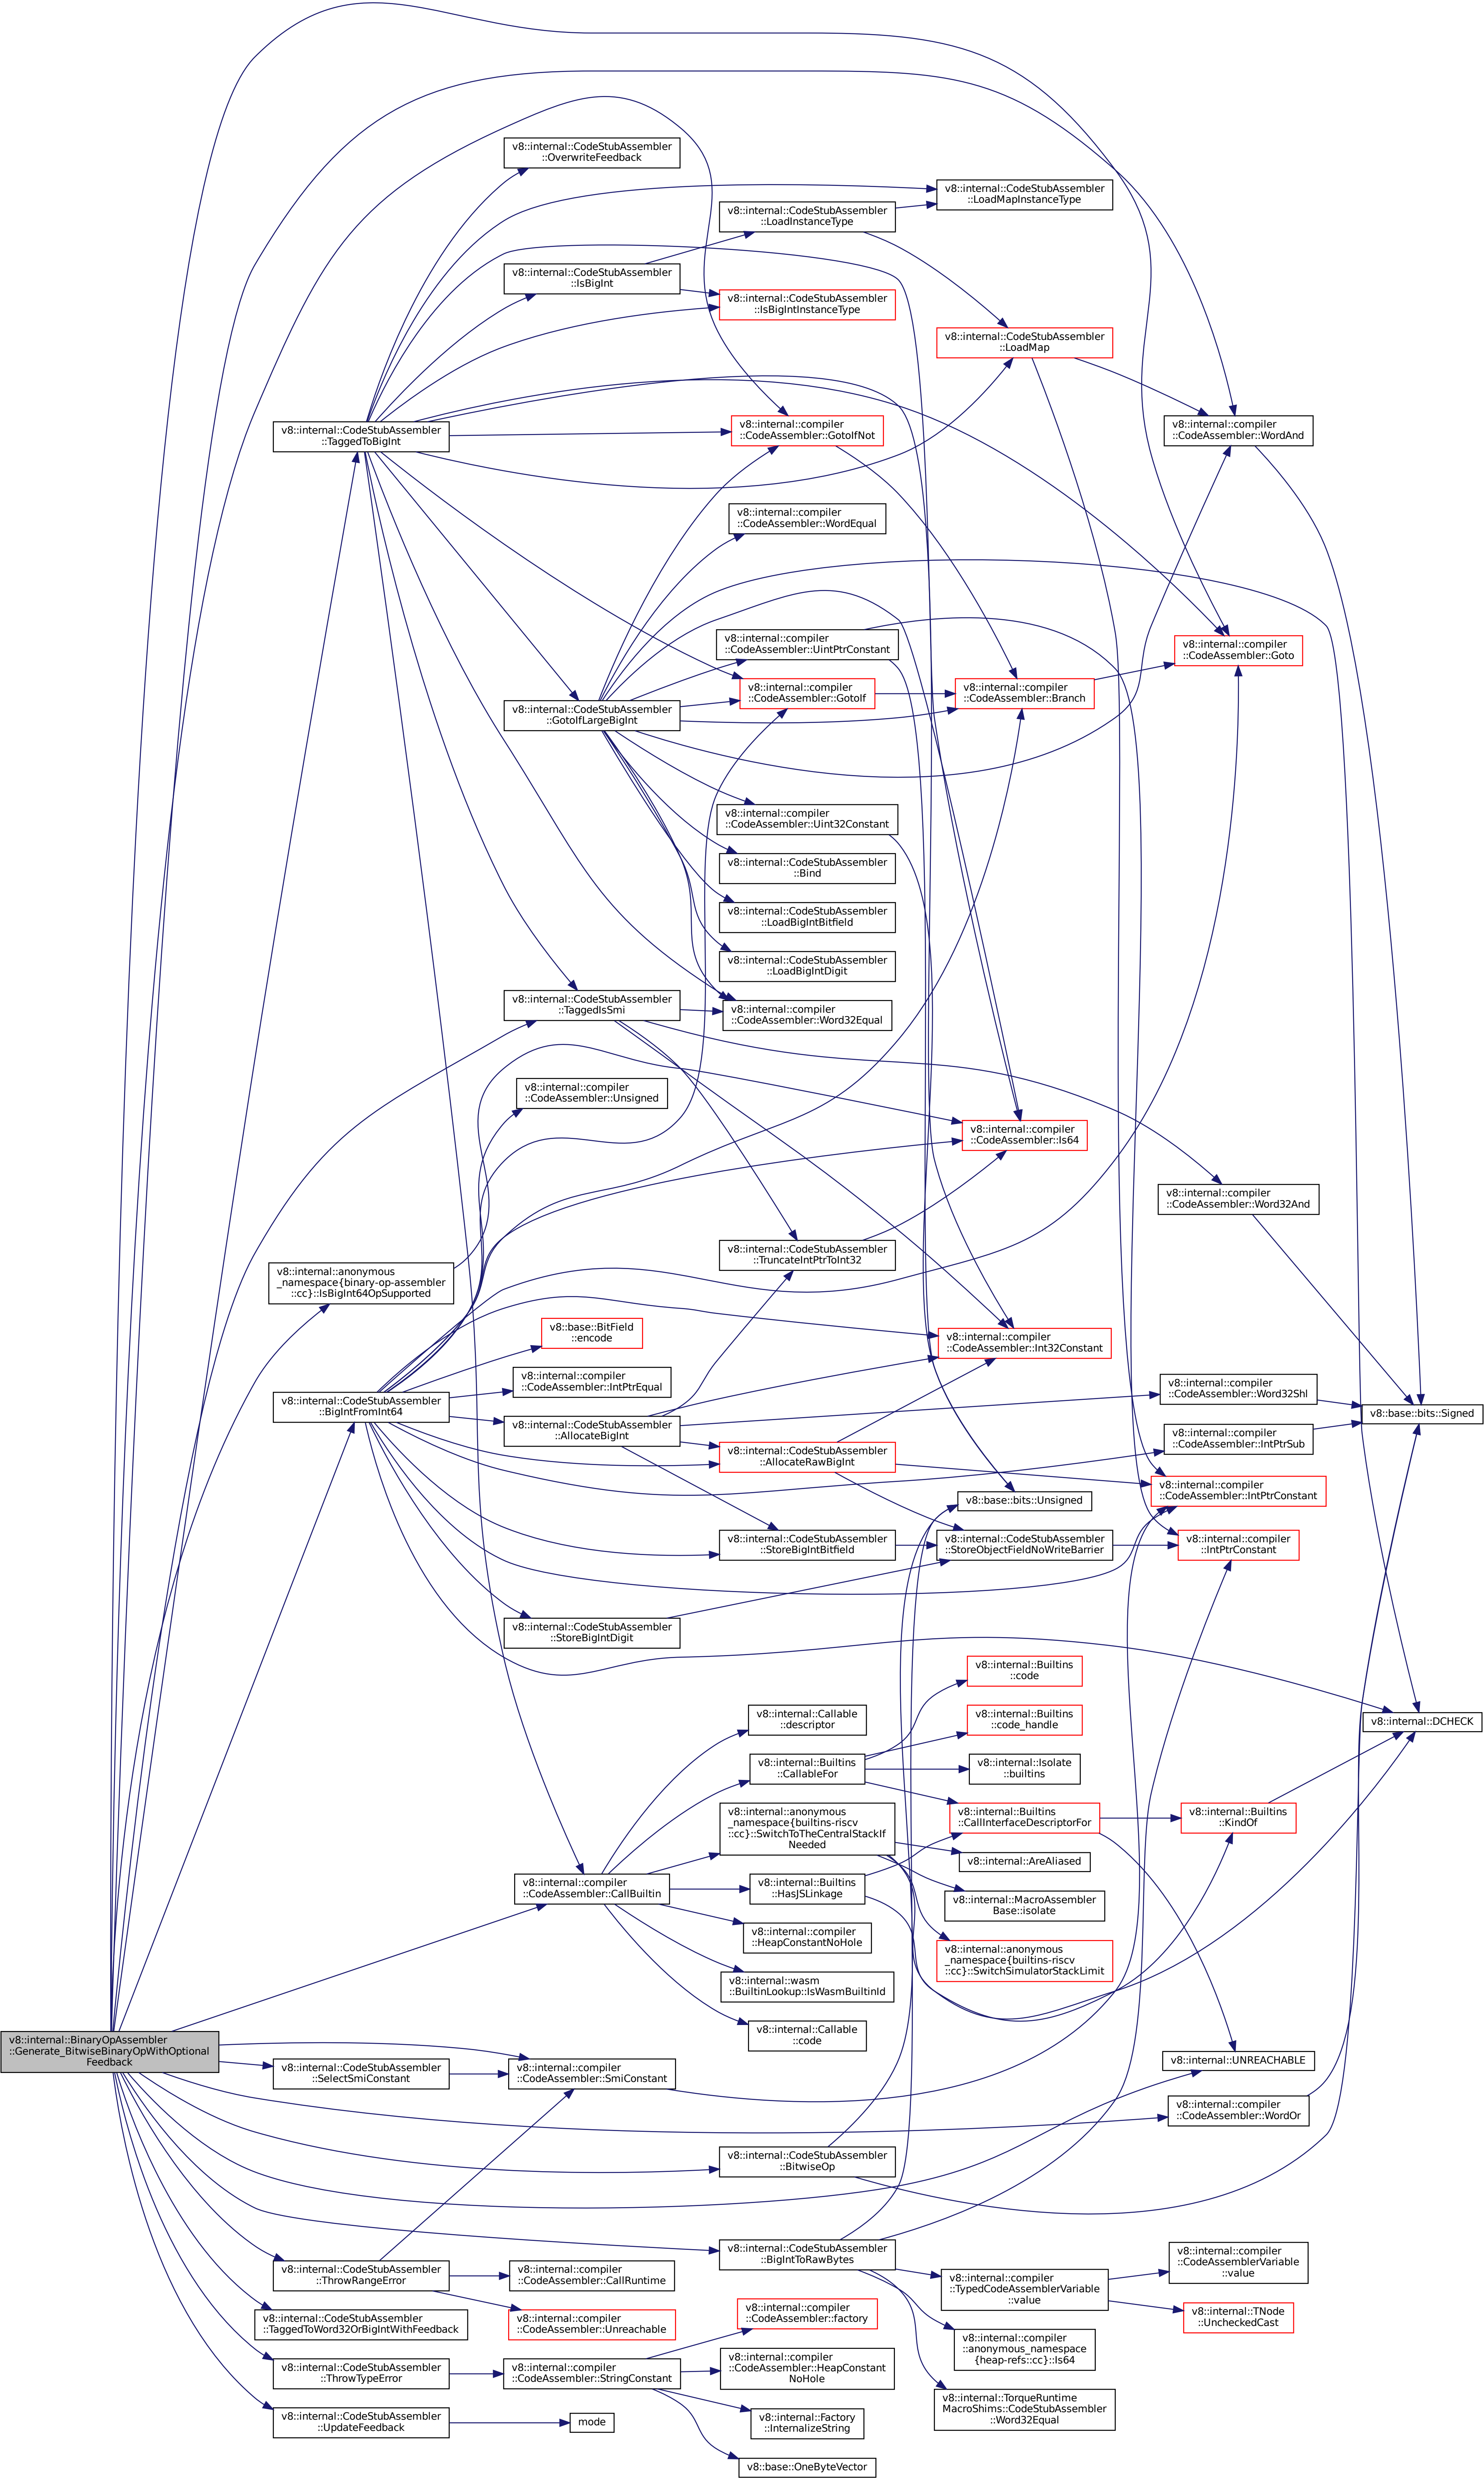 v8::internal::CodeStubAssembler
::OverwriteFeedback
v8::internal::CodeStubAssembler
::LoadMapInstanceType
v8::internal::CodeStubAssembler
::LoadInstanceType
v8::internal::CodeStubAssembler
::IsBigInt
v8::internal::CodeStubAssembler
::IsBigIntInstanceType
v8::internal::CodeStubAssembler
::LoadMap
v8::internal::CodeStubAssembler
::TaggedToBigInt
v8::internal::compiler
::CodeAssembler::GotoIfNot
v8::internal::compiler
::CodeAssembler::WordAnd
v8::internal::compiler
::CodeAssembler::WordEqual
v8::internal::compiler
::CodeAssembler::UintPtrConstant
v8::internal::compiler
::CodeAssembler::Goto
v8::internal::compiler
::CodeAssembler::GotoIf
v8::internal::compiler
::CodeAssembler::Branch
v8::internal::CodeStubAssembler
::GotoIfLargeBigInt
v8::internal::compiler
::CodeAssembler::Uint32Constant
v8::internal::CodeStubAssembler
::Bind
v8::internal::CodeStubAssembler
::LoadBigIntBitfield
v8::internal::CodeStubAssembler
::LoadBigIntDigit
v8::internal::CodeStubAssembler
::TaggedIsSmi
v8::internal::compiler
::CodeAssembler::Word32Equal
v8::internal::compiler
::CodeAssembler::Unsigned
v8::internal::compiler
::CodeAssembler::Is64
v8::internal::compiler
::CodeAssembler::Word32And
v8::internal::CodeStubAssembler
::TruncateIntPtrToInt32
v8::internal::anonymous
_namespace{binary-op-assembler
::cc}::IsBigInt64OpSupported
v8::base::BitField
::encode
v8::internal::compiler
::CodeAssembler::Int32Constant
v8::internal::compiler
::CodeAssembler::IntPtrEqual
v8::internal::compiler
::CodeAssembler::Word32Shl
v8::internal::CodeStubAssembler
::BigIntFromInt64
v8::base::bits::Signed
v8::internal::CodeStubAssembler
::AllocateBigInt
v8::internal::compiler
::CodeAssembler::IntPtrSub
v8::internal::CodeStubAssembler
::AllocateRawBigInt
v8::internal::compiler
::CodeAssembler::IntPtrConstant
v8::base::bits::Unsigned
v8::internal::CodeStubAssembler
::StoreBigIntBitfield
v8::internal::CodeStubAssembler
::StoreObjectFieldNoWriteBarrier
v8::internal::compiler
::IntPtrConstant
v8::internal::CodeStubAssembler
::StoreBigIntDigit
v8::internal::Builtins
::code
v8::internal::Callable
::descriptor
v8::internal::Builtins
::code_handle
v8::internal::DCHECK
v8::internal::Builtins
::CallableFor
v8::internal::Isolate
::builtins
v8::internal::anonymous
_namespace{builtins-riscv
::cc}::SwitchToTheCentralStackIf
Needed
v8::internal::Builtins
::CallInterfaceDescriptorFor
v8::internal::Builtins
::KindOf
v8::internal::AreAliased
v8::internal::compiler
::CodeAssembler::CallBuiltin
v8::internal::Builtins
::HasJSLinkage
v8::internal::MacroAssembler
Base::isolate
v8::internal::compiler
::HeapConstantNoHole
v8::internal::anonymous
_namespace{builtins-riscv
::cc}::SwitchSimulatorStackLimit
v8::internal::wasm
::BuiltinLookup::IsWasmBuiltinId
v8::internal::Callable
::code
v8::internal::BinaryOpAssembler
::Generate_BitwiseBinaryOpWithOptional
Feedback
v8::internal::UNREACHABLE
v8::internal::CodeStubAssembler
::SelectSmiConstant
v8::internal::compiler
::CodeAssembler::SmiConstant
v8::internal::compiler
::CodeAssembler::WordOr
v8::internal::CodeStubAssembler
::BitwiseOp
v8::internal::CodeStubAssembler
::BigIntToRawBytes
v8::internal::compiler
::CodeAssemblerVariable
::value
v8::internal::CodeStubAssembler
::ThrowRangeError
v8::internal::compiler
::CodeAssembler::CallRuntime
v8::internal::compiler
::TypedCodeAssemblerVariable
::value
v8::internal::CodeStubAssembler
::TaggedToWord32OrBigIntWithFeedback
v8::internal::compiler
::CodeAssembler::Unreachable
v8::internal::compiler
::CodeAssembler::factory
v8::internal::TNode
::UncheckedCast
v8::internal::compiler
::anonymous_namespace
{heap-refs::cc}::Is64
v8::internal::CodeStubAssembler
::ThrowTypeError
v8::internal::compiler
::CodeAssembler::StringConstant
v8::internal::compiler
::CodeAssembler::HeapConstant
NoHole
v8::internal::TorqueRuntime
MacroShims::CodeStubAssembler
::Word32Equal
v8::internal::CodeStubAssembler
::UpdateFeedback
mode
v8::internal::Factory
::InternalizeString
v8::base::OneByteVector